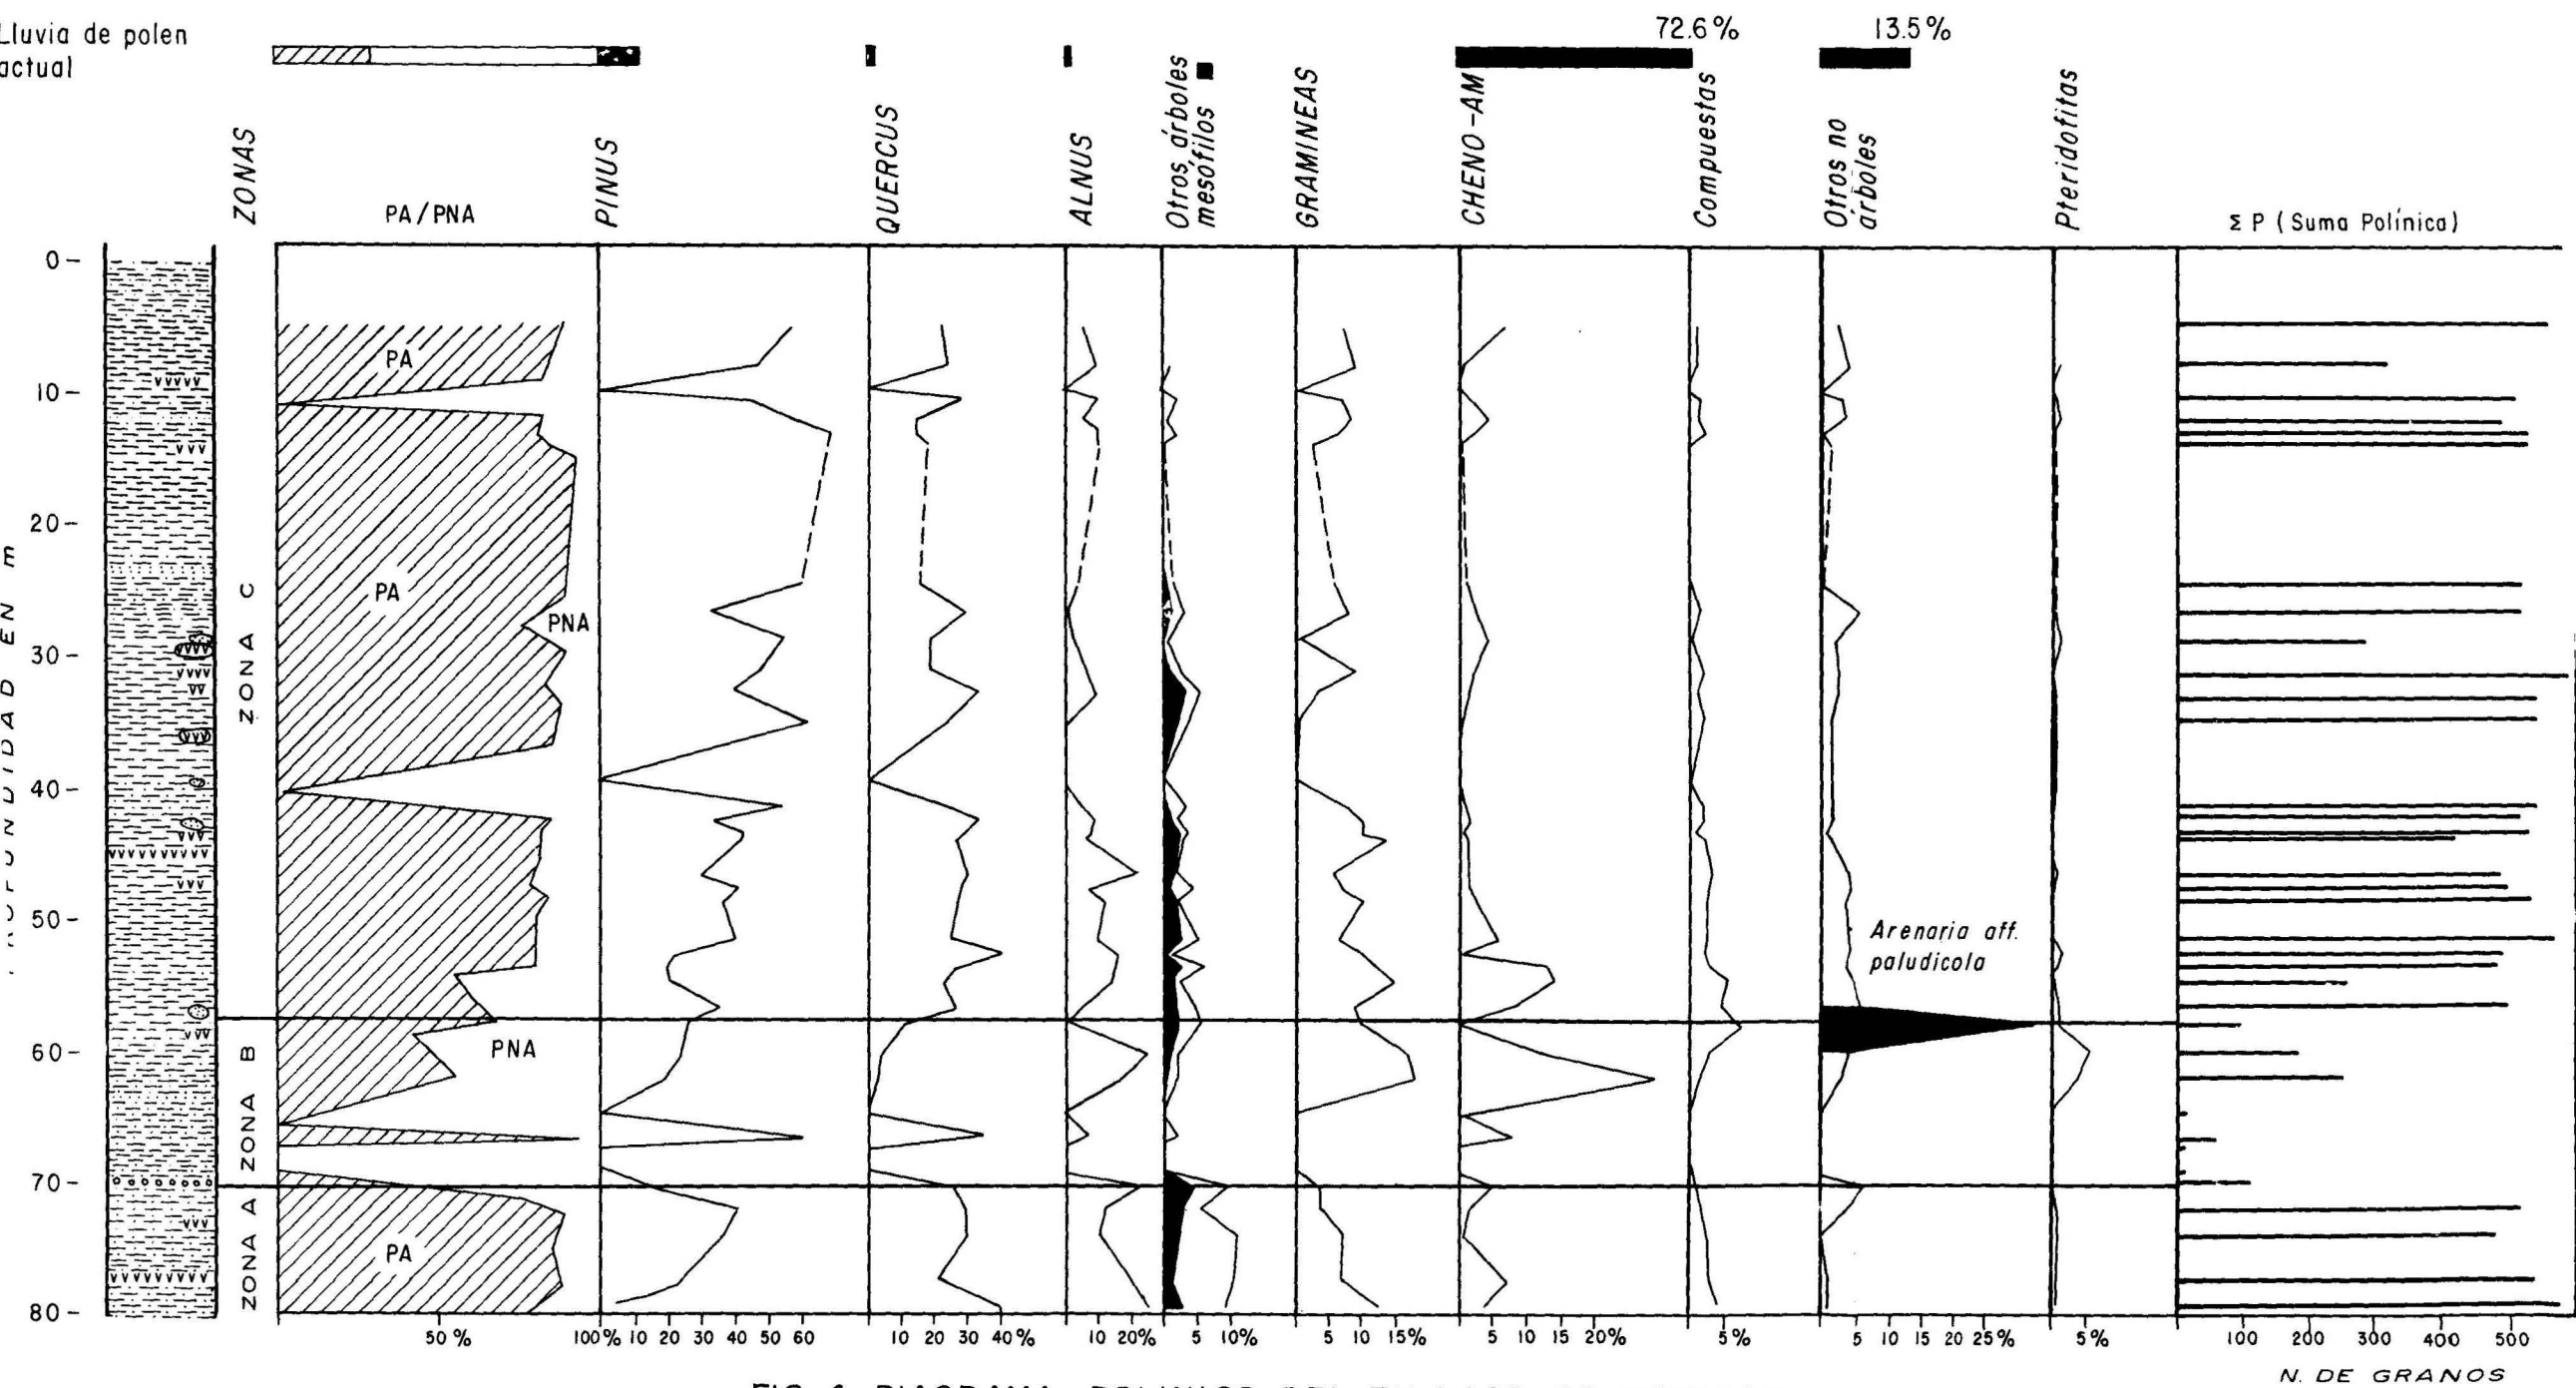 Lluvia de polen
actual
72.6%
13.5%
ZONAS
PA/PNA
PINUS
QUERCUS
ALNUS
Otros árboles
mesófilos
GRAMINEAS
CHENO-AM
Compuestas
Otros no
árboles
Pteridofitas
Σ P (Suma Polínica)
0-
10-
20-
30-
40-
50-
60-
70-
80-
EN m
ZONA C
ZONA B
ZONA A
PA
PA
PNA
PNA
PA
Arenaria aff.
paludicola
50%
100%
10 20 30 40 50 60
10 20 30 40%
10 20%
5 10%
5 10 15%
5 10 15 20%
5%
5 10 15 20 25%
5%
100 200 300 400 500
N. DE GRANOS